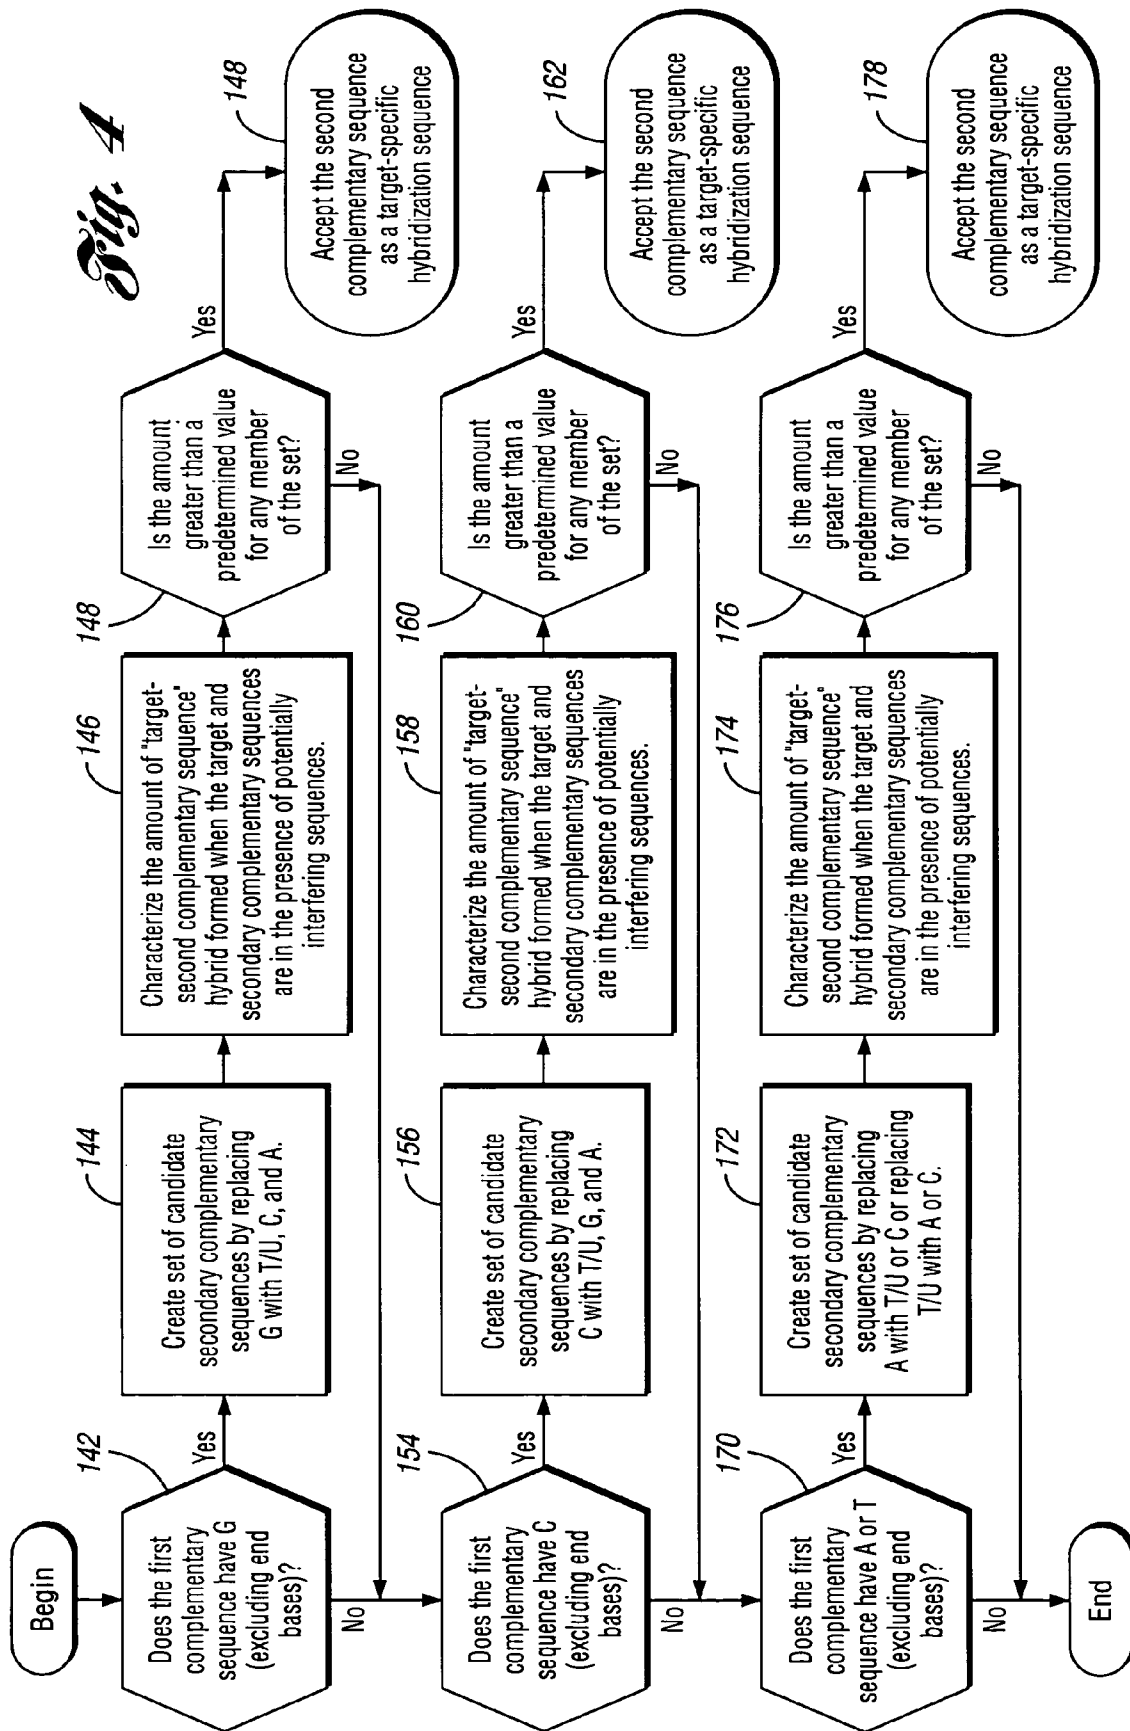 Fig. 4
Begin
142
Does the first
complementary
sequence have G
(excluding end
bases)?
Yes
No
144
Create set of candidate
secondary complementary
sequences by replacing
G with T/U, C, and A.
146
Characterize the amount of "target-
second complementary sequence"
hybrid formed when the target and
secondary complementary sequences
are in the presence of potentially
interfering sequences.
148
Is the amount
greater than a
predetermined value
for any member
of the set?
Yes
No
148
Accept the second
complementary sequence
as a target-specific
hybridization sequence
154
Does the first
complementary
sequence have C
(excluding end
bases)?
Yes
No
156
Create set of candidate
secondary complementary
sequences by replacing
C with T/U, G, and A.
158
Characterize the amount of "target-
second complementary sequence"
hybrid formed when the target and
secondary complementary sequences
are in the presence of potentially
interfering sequences.
160
Is the amount
greater than a
predetermined value
for any member
of the set?
Yes
No
162
Accept the second
complementary sequence
as a target-specific
hybridization sequence
170
Does the first
complementary
sequence have A or T
(excluding end
bases)?
Yes
No
172
Create set of candidate
secondary complementary
sequences by replacing
A with T/U or C or replacing
T/U with A or C.
174
Characterize the amount of "target-
second complementary sequence"
hybrid formed when the target and
secondary complementary sequences
are in the presence of potentially
interfering sequences.
176
Is the amount
greater than a
predetermined value
for any member
of the set?
Yes
No
178
Accept the second
complementary sequence
as a target-specific
hybridization sequence
End